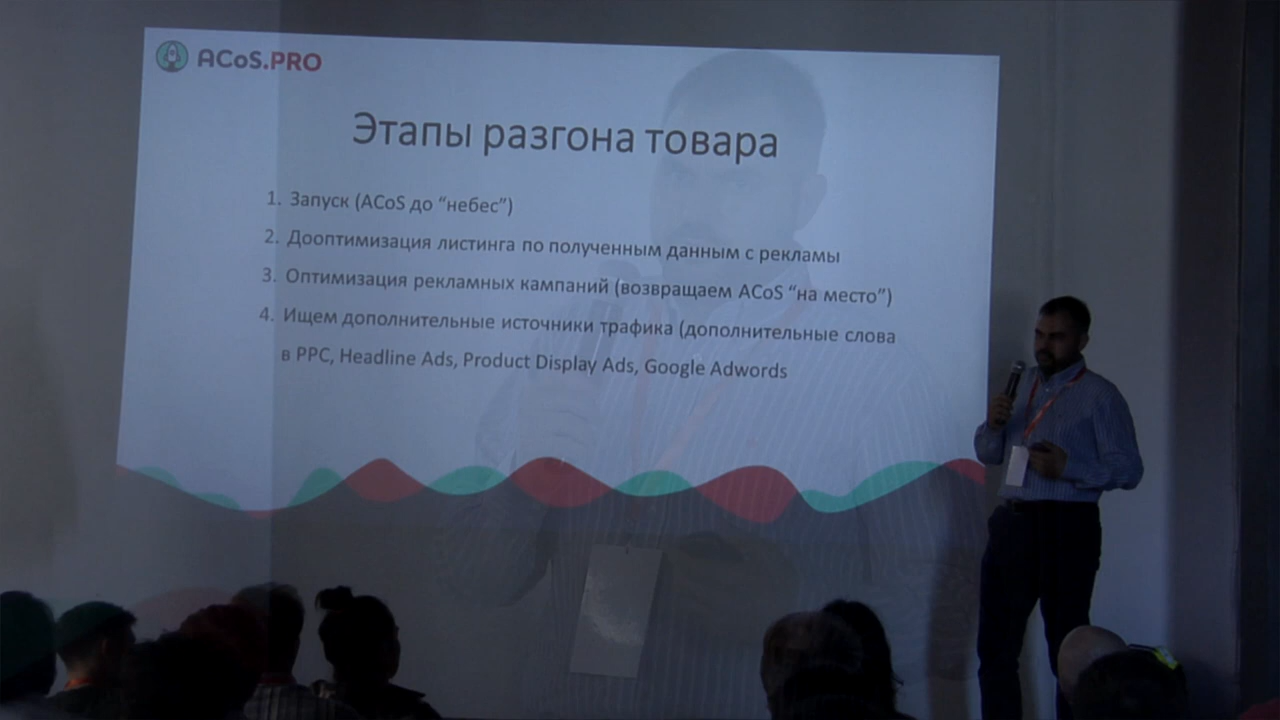 ACoS.PRO
Этапы разгона товара
1. Запуск (ACoS до “небес”)
2. Дооптимизация листинга по полученным данным с рекламы
3. Оптимизация рекламных кампаний (возвращаем ACoS “на место”)
4. Ищем дополнительные источники трафика (дополнительные слова
в PPC, Headline Ads, Product Display Ads, Google Adwords